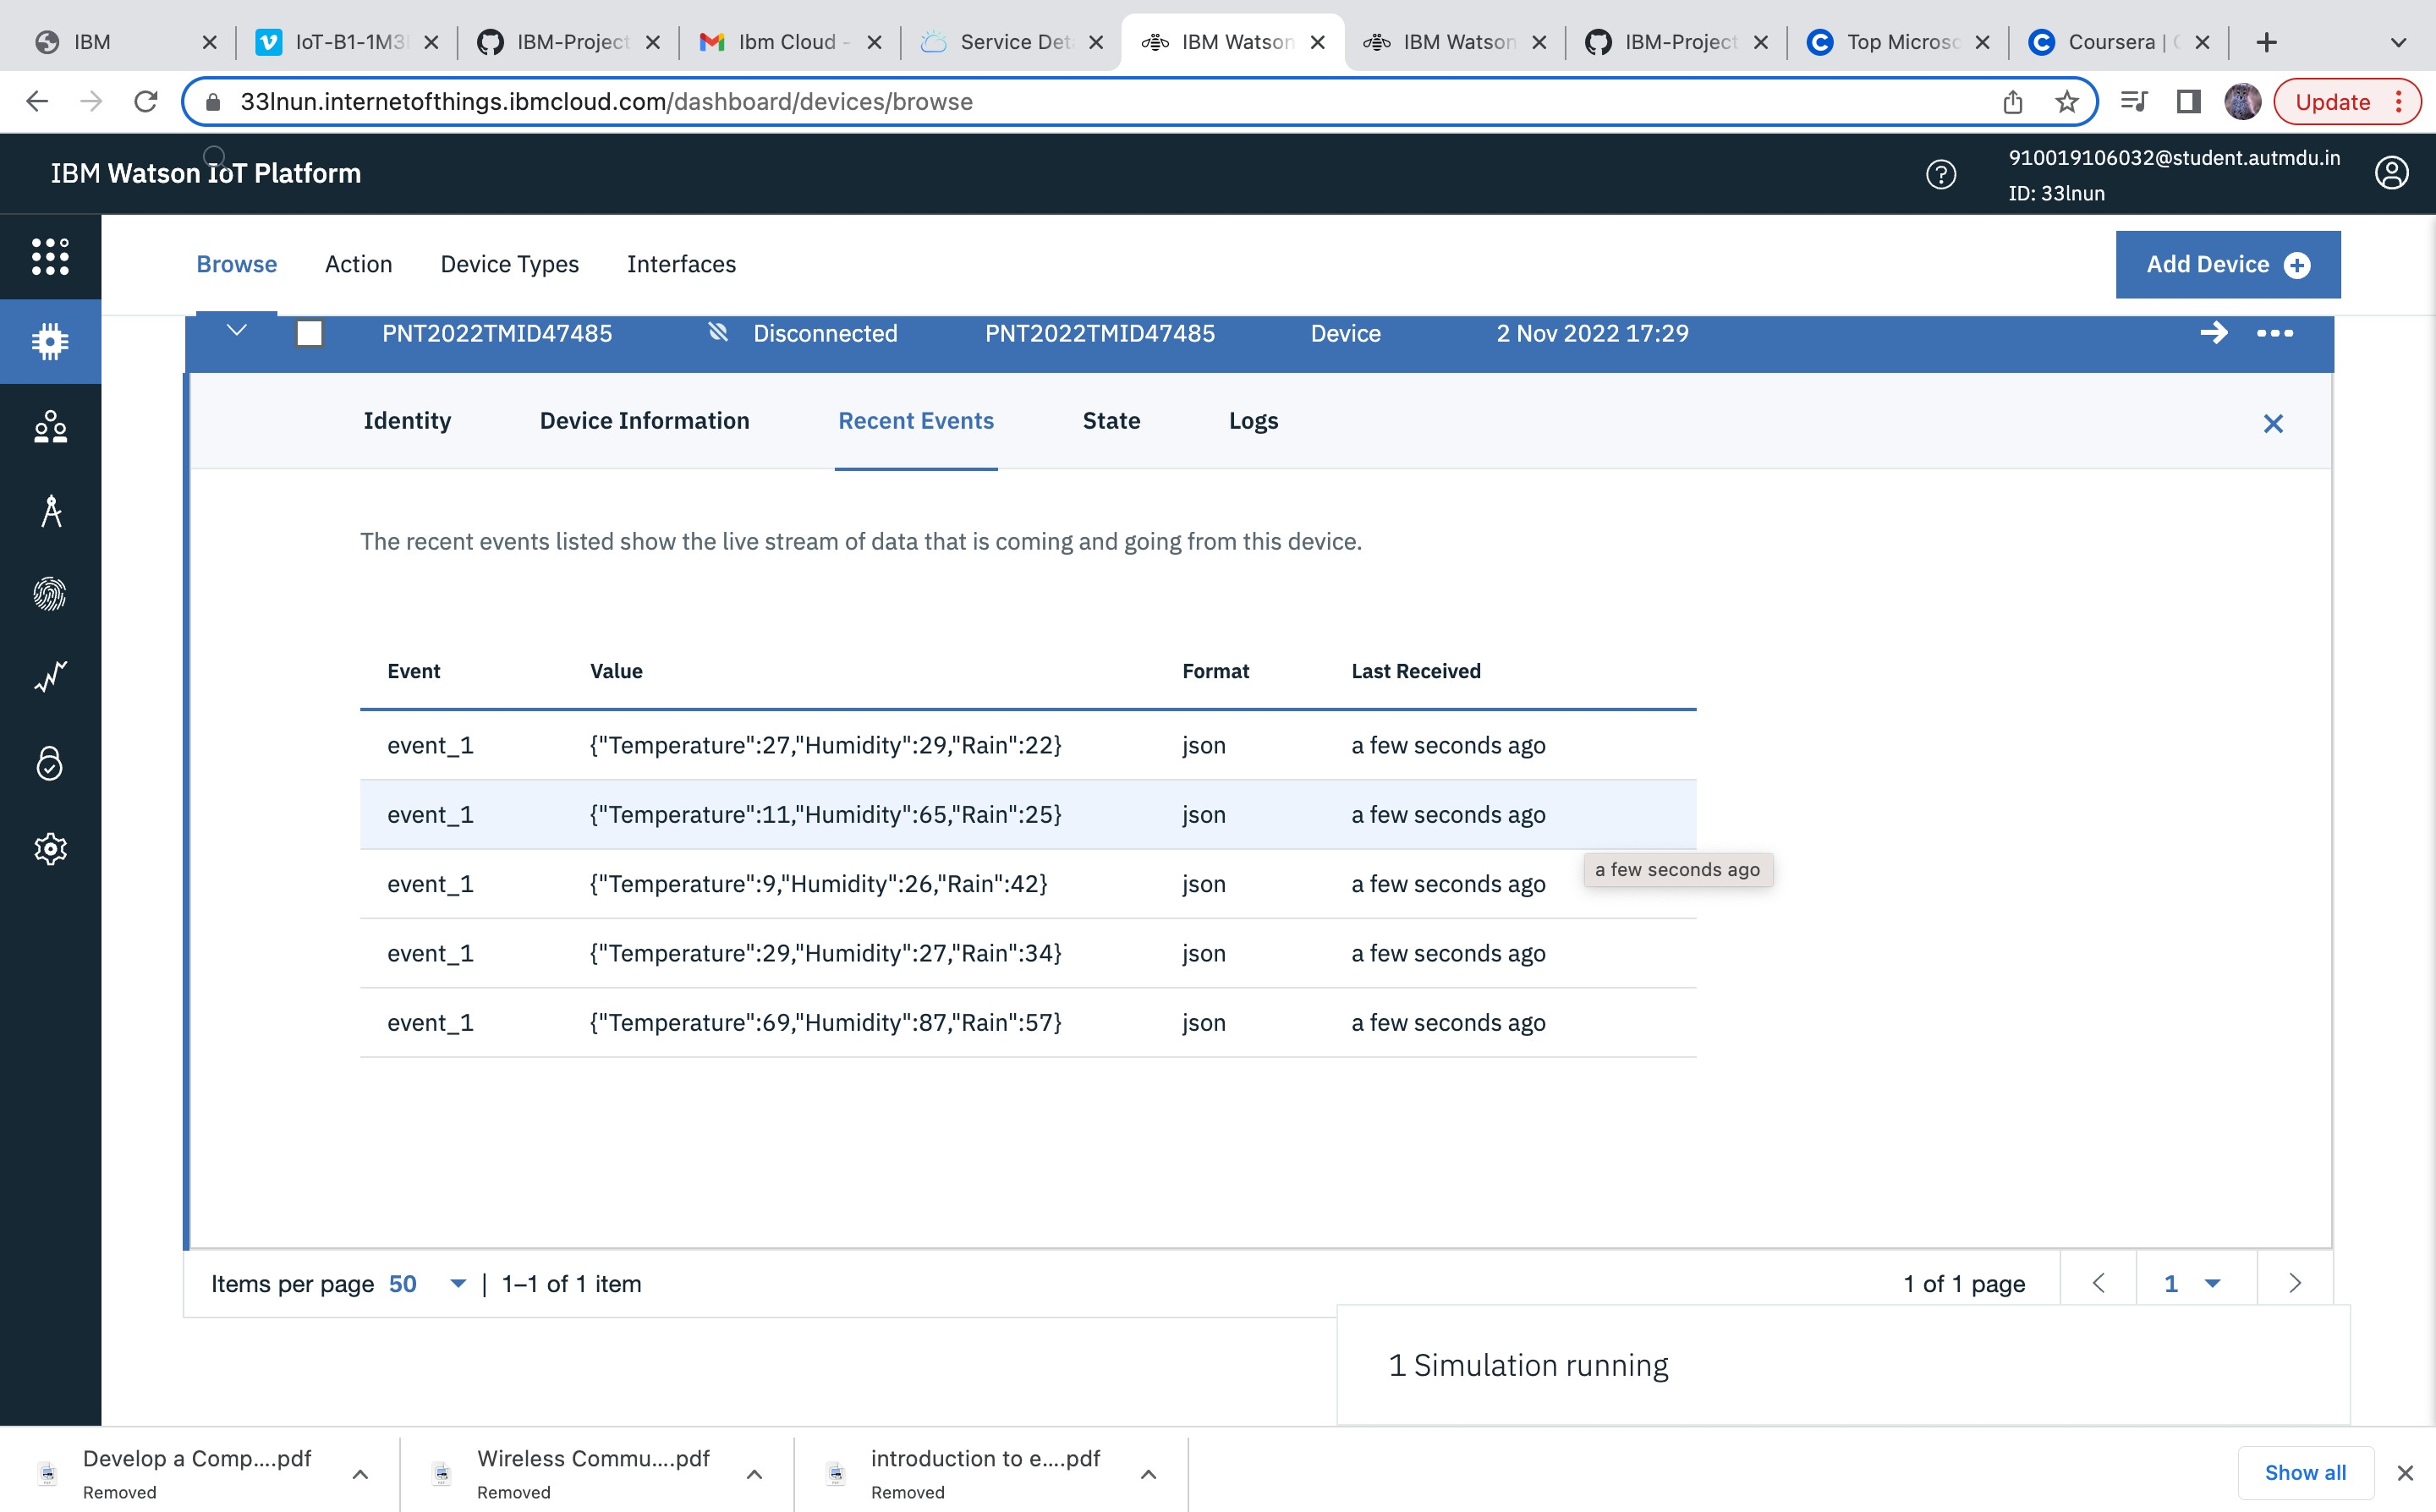 IBM
IoT-B1-1M3
IBM-Project
Ibm Cloud -
Service Det
IBM Watson
IBM Watson
IBM-Project
Top Microso
Coursera |
33lnun.internetofthings.ibmcloud.com/dashboard/devices/browse
Update
IBM Watson IoT Platform
910019106032@student.autmdu.in
ID: 33lnun
Browse Action Device Types Interfaces
Add Device
PNT2022TMID47485 Disconnected PNT2022TMID47485 Device 2 Nov 2022 17:29
Identity Device Information Recent Events State Logs
The recent events listed show the live stream of data that is coming and going from this device.
Event Value Format Last Received
event_1 {"Temperature":27,"Humidity":29,"Rain":22} json a few seconds ago
event_1 {"Temperature":11,"Humidity":65,"Rain":25} json a few seconds ago
a few seconds ago
event_1 {"Temperature":9,"Humidity":26,"Rain":42} json a few seconds ago
event_1 {"Temperature":29,"Humidity":27,"Rain":34} json a few seconds ago
event_1 {"Temperature":69,"Humidity":87,"Rain":57} json a few seconds ago
Items per page 50 | 1–1 of 1 item
1 of 1 page 1
1 Simulation running
Develop a Comp....pdf
Removed
Wireless Commu....pdf
Removed
introduction to e....pdf
Removed
Show all